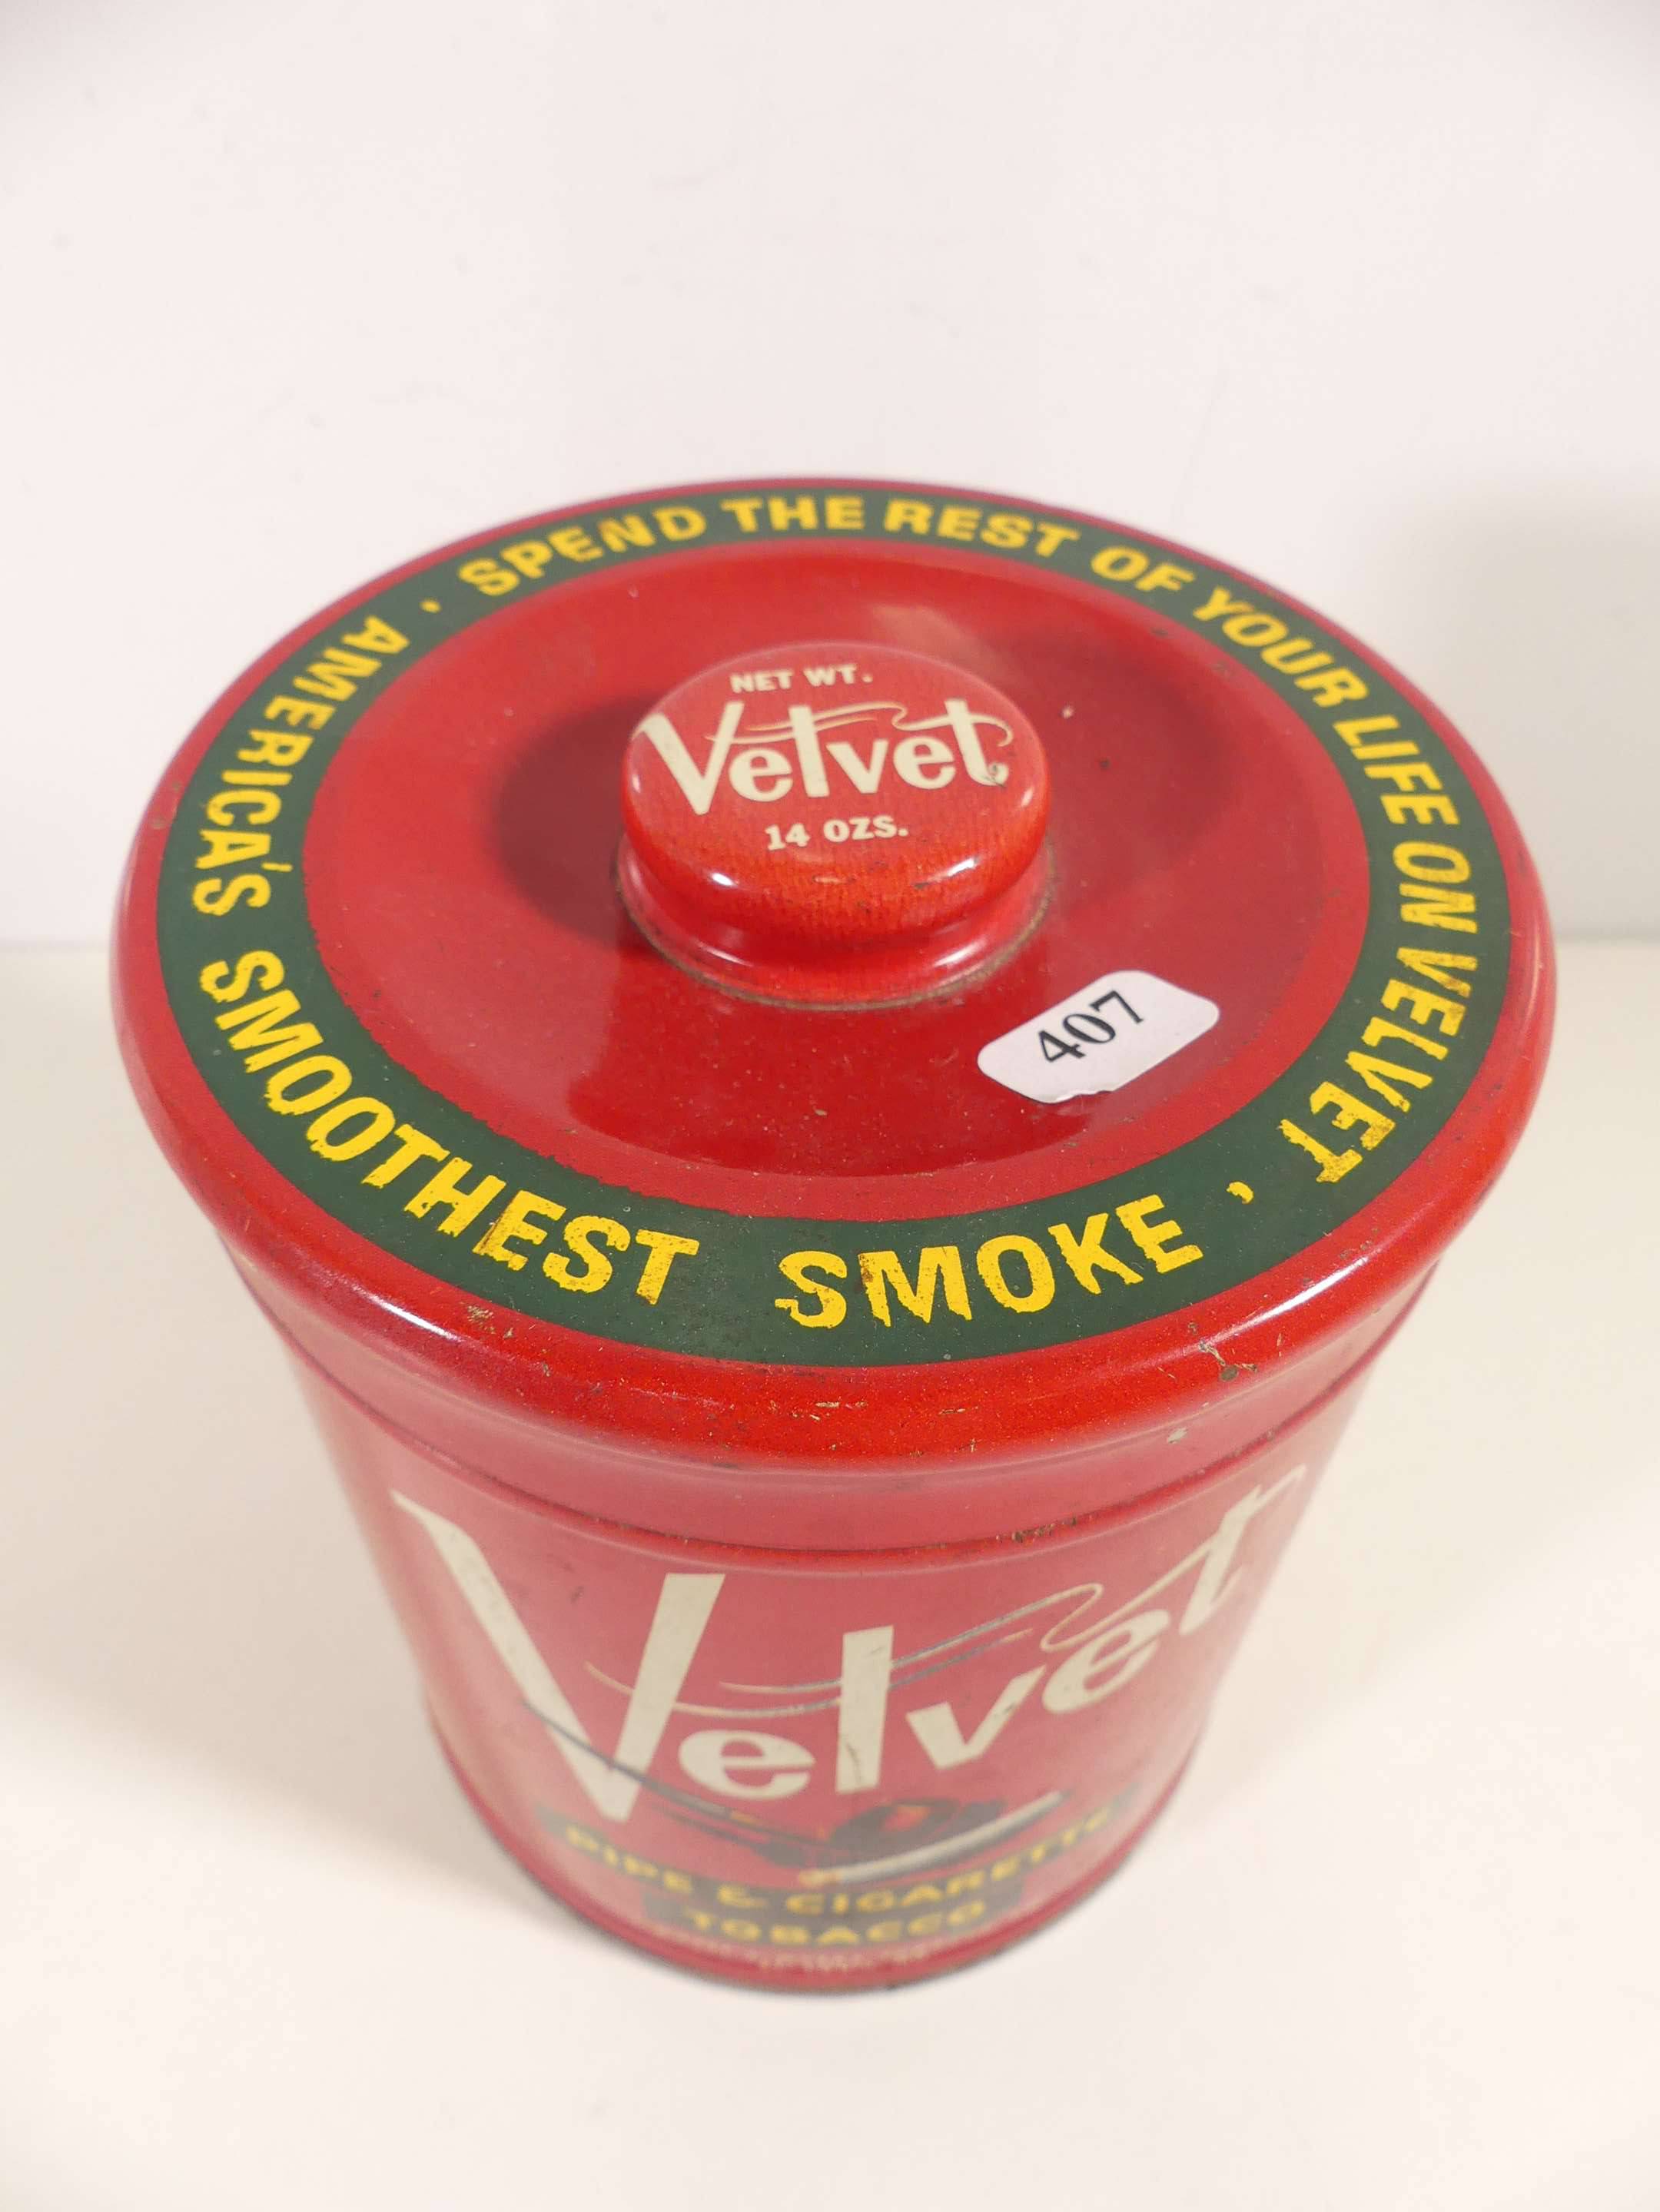 AMERICA'S SMOOTHEST SMOKE
· SPEND THE REST OF YOUR LIFE ON VELVET ·
NET WT.
Velvet
14 OZS.
407
Velvet
PIPE & CIGARETTE
TOBACCO